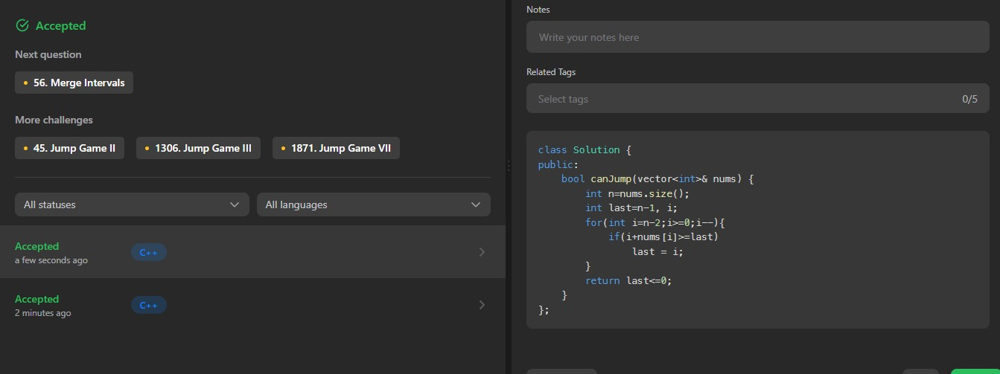 Accepted
Next question
56. Merge Intervals
More challenges
45. Jump Game II
1306. Jump Game III
1871. Jump Game VII
All statuses
All languages
Accepted
a few seconds ago
C++
Accepted
2 minutes ago
C++
Notes
Write your notes here
Related Tags
Select tags
0/5
class Solution {
public:
    bool canJump(vector<int>& nums) {
        int n=nums.size();
        int last=n-1, i;
        for(int i=n-2;i>=0;i--){
            if(i+nums[i]>=last)
                last = i;
        }
        return last<=0;
    }
};